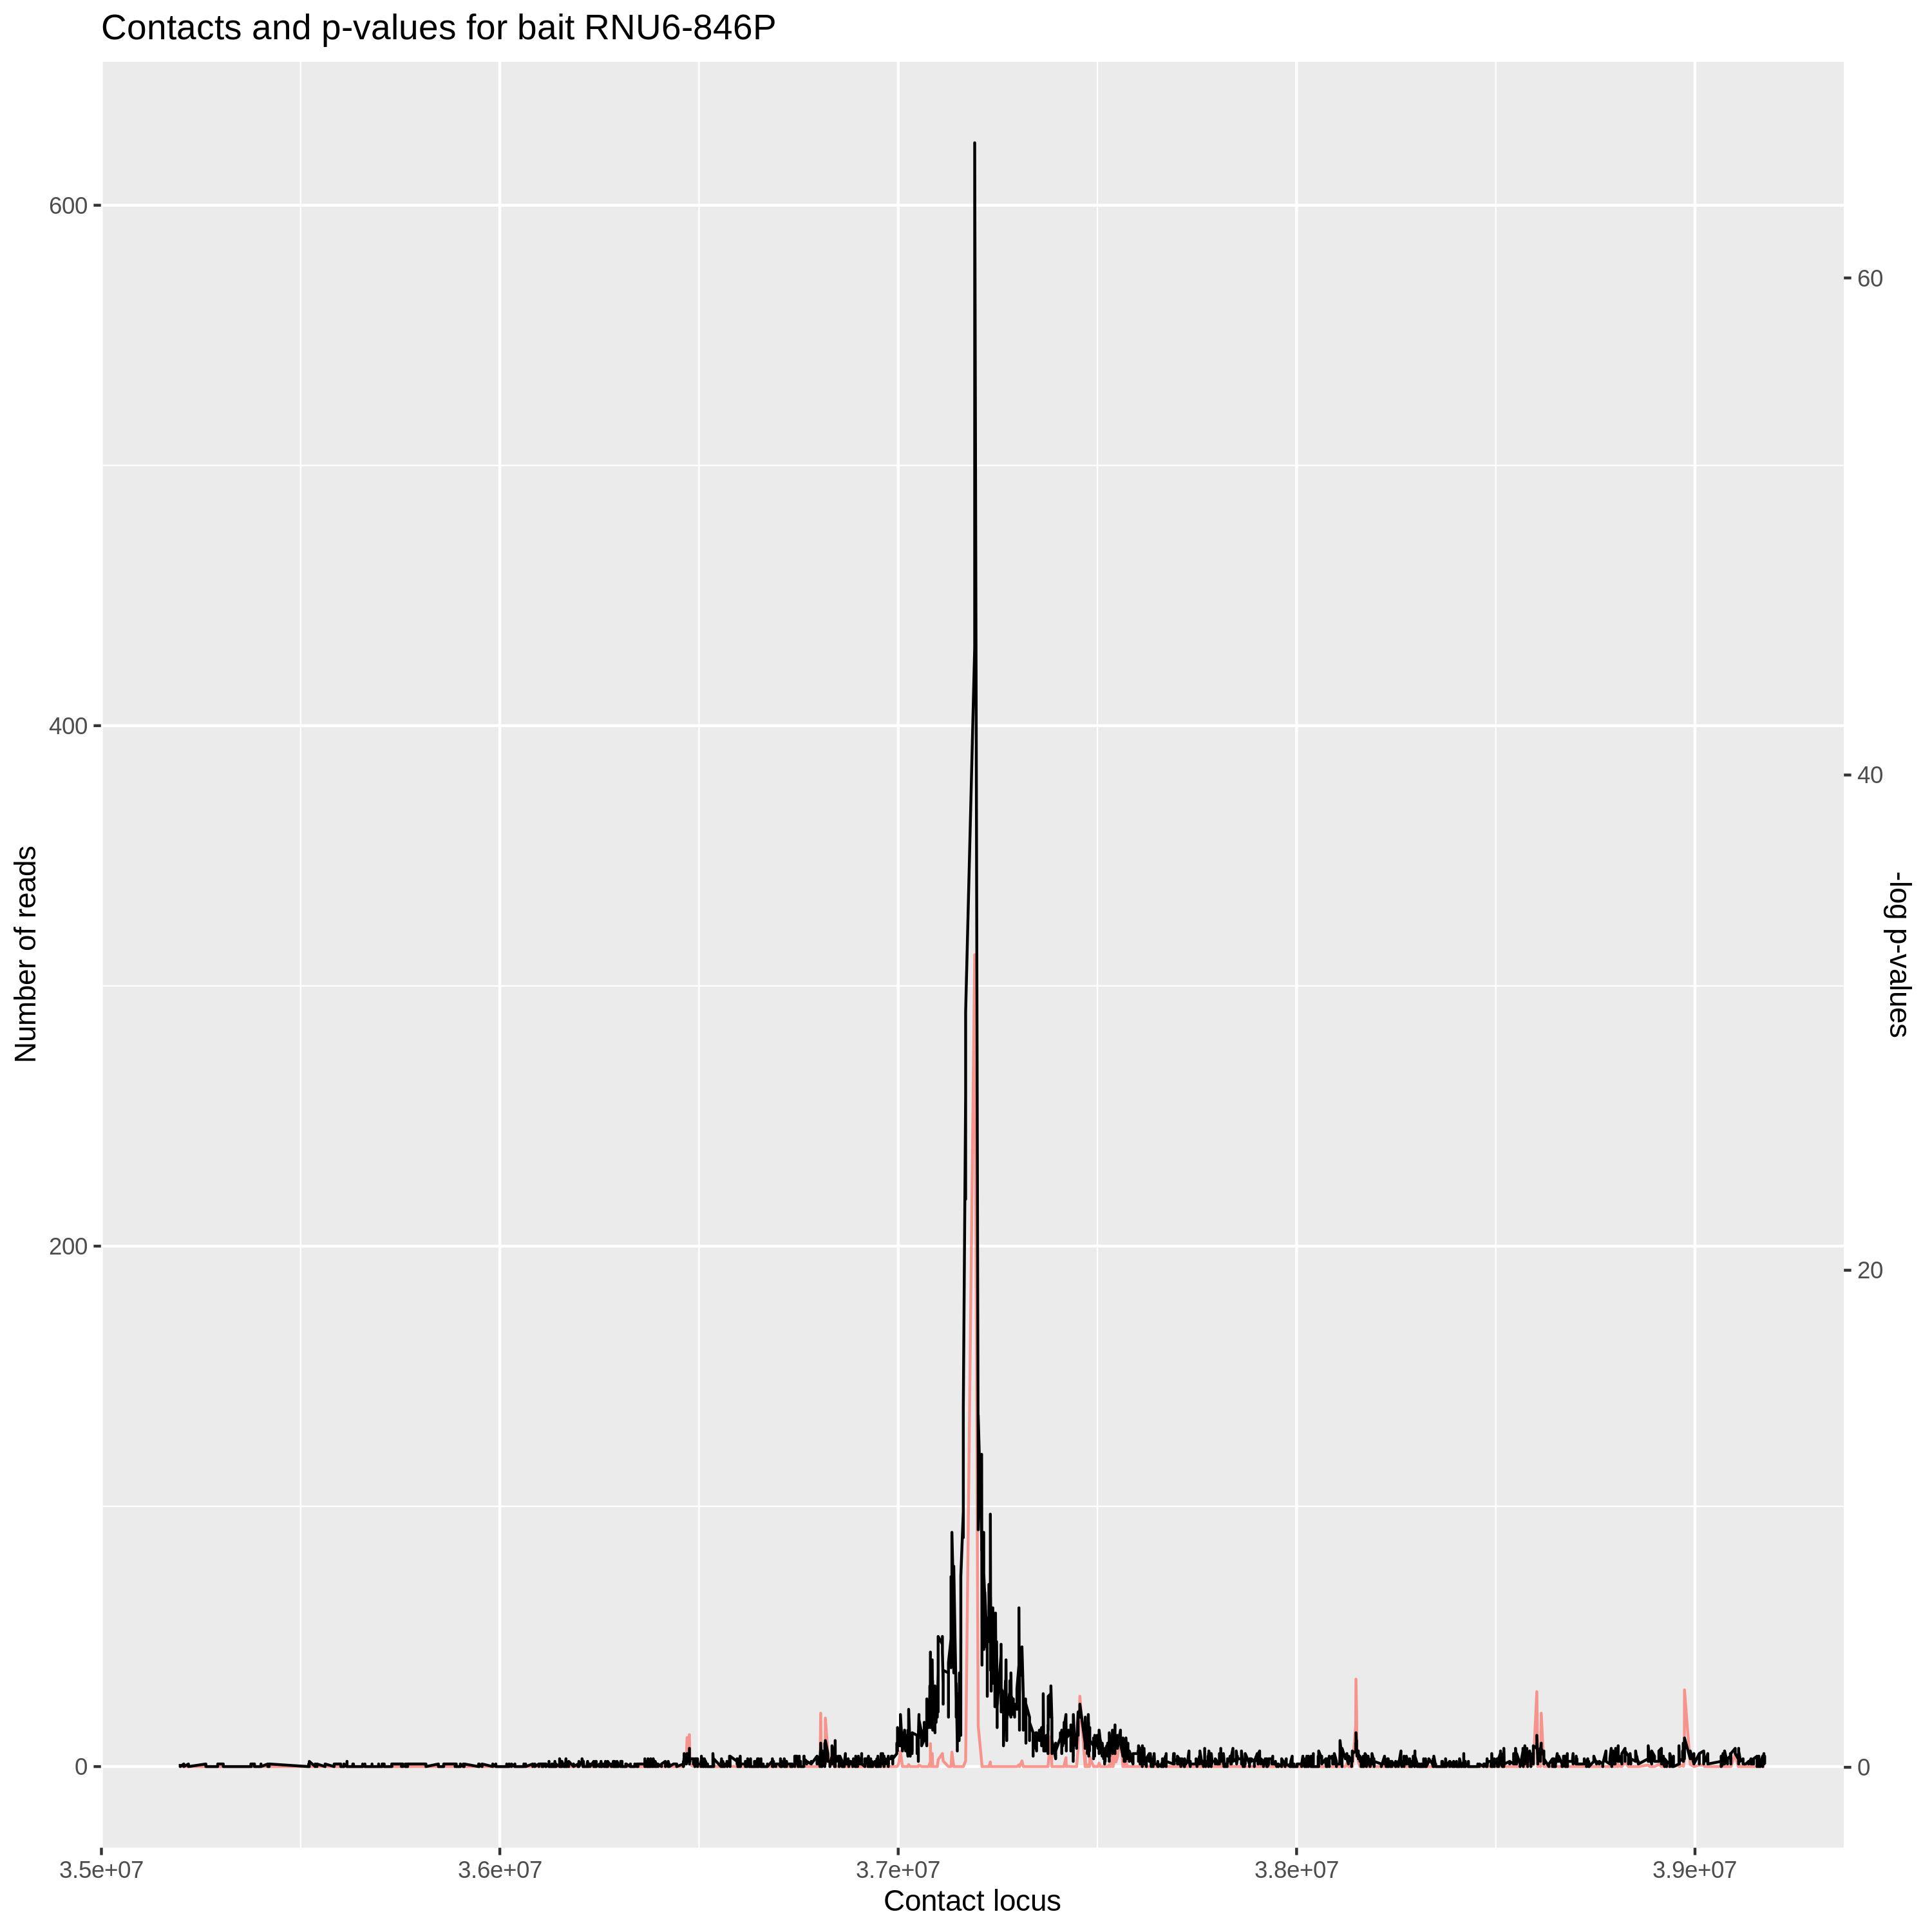 Contacts and p-values for bait RNU6-846P
600
400
200
0
60
40
20
0
Number of reads
-log p-values
3.5e+07 3.6e+07 3.7e+07 3.8e+07 3.9e+07
Contact locus